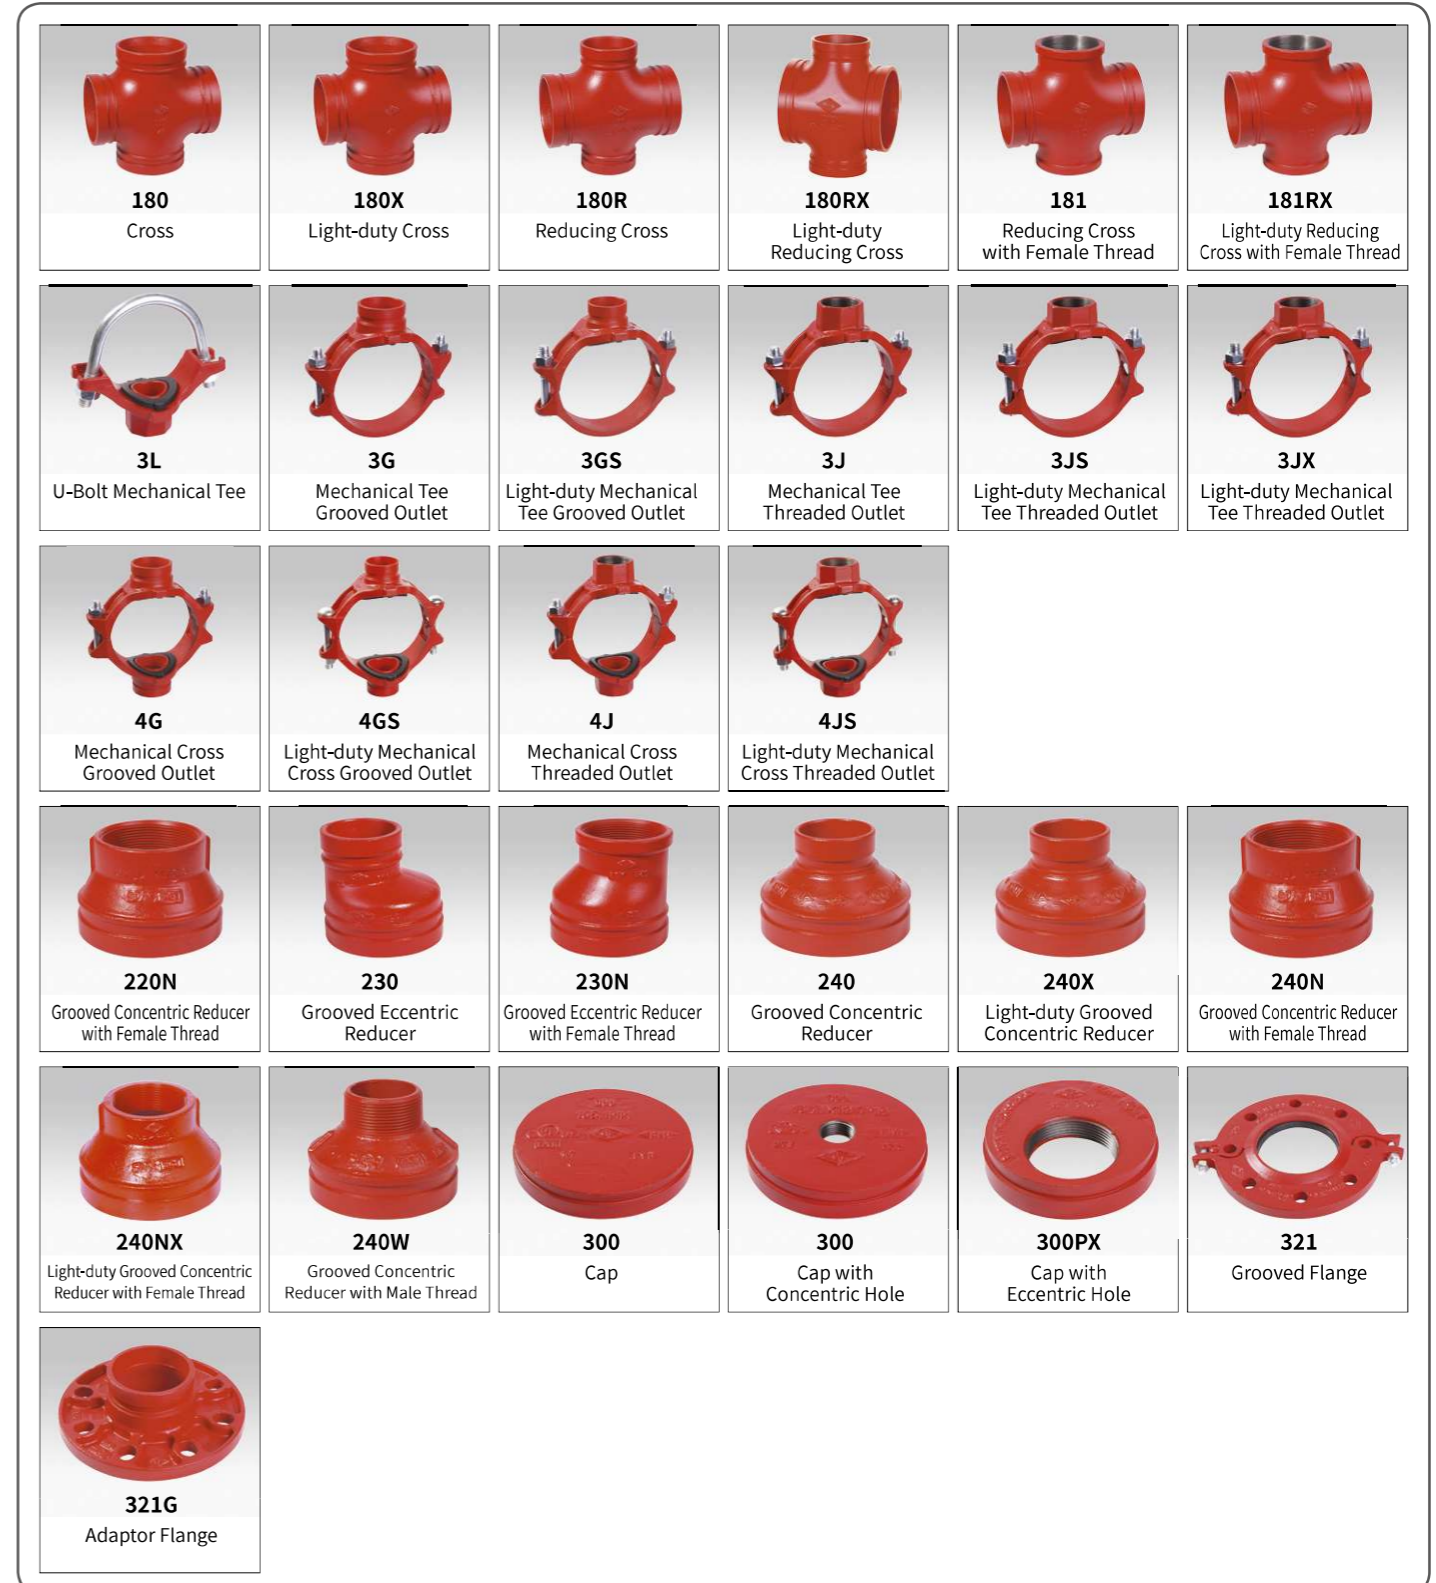 180
Cross
180X
Light-duty Cross
180R
Reducing Cross
180RX
Light-duty
Reducing Cross
181
Reducing Cross
with Female Thread
181RX
Light-duty Reducing
Cross with Female Thread
3L
U-Bolt Mechanical Tee
3G
Mechanical Tee
Grooved Outlet
3GS
Light-duty Mechanical
Tee Grooved Outlet
3J
Mechanical Tee
Threaded Outlet
3JS
Light-duty Mechanical
Tee Threaded Outlet
3JX
Light-duty Mechanical
Tee Threaded Outlet
4G
Mechanical Cross
Grooved Outlet
4GS
Light-duty Mechanical
Cross Grooved Outlet
4J
Mechanical Cross
Threaded Outlet
4JS
Light-duty Mechanical
Cross Threaded Outlet
220N
Grooved Concentric Reducer
with Female Thread
230
Grooved Eccentric
Reducer
230N
Grooved Eccentric Reducer
with Female Thread
240
Grooved Concentric
Reducer
240X
Light-duty Grooved
Concentric Reducer
240N
Grooved Concentric Reducer
with Female Thread
240NX
Light-duty Grooved Concentric
Reducer with Female Thread
240W
Grooved Concentric
Reducer with Male Thread
300
Cap
300
Cap with
Concentric Hole
300PX
Cap with
Eccentric Hole
321
Grooved Flange
321G
Adaptor Flange